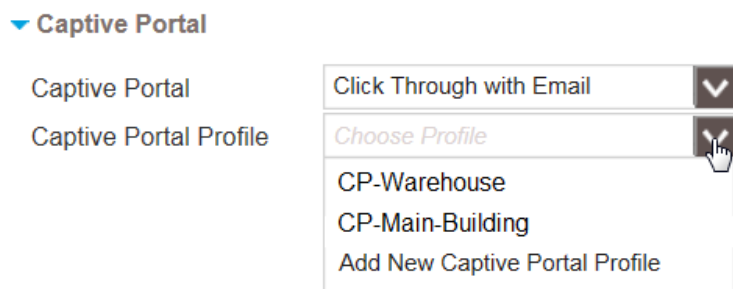 Captive Portal
Captive Portal Click Through with Email
Captive Portal Profile Choose Profile
CP-Warehouse
CP-Main-Building
Add New Captive Portal Profile